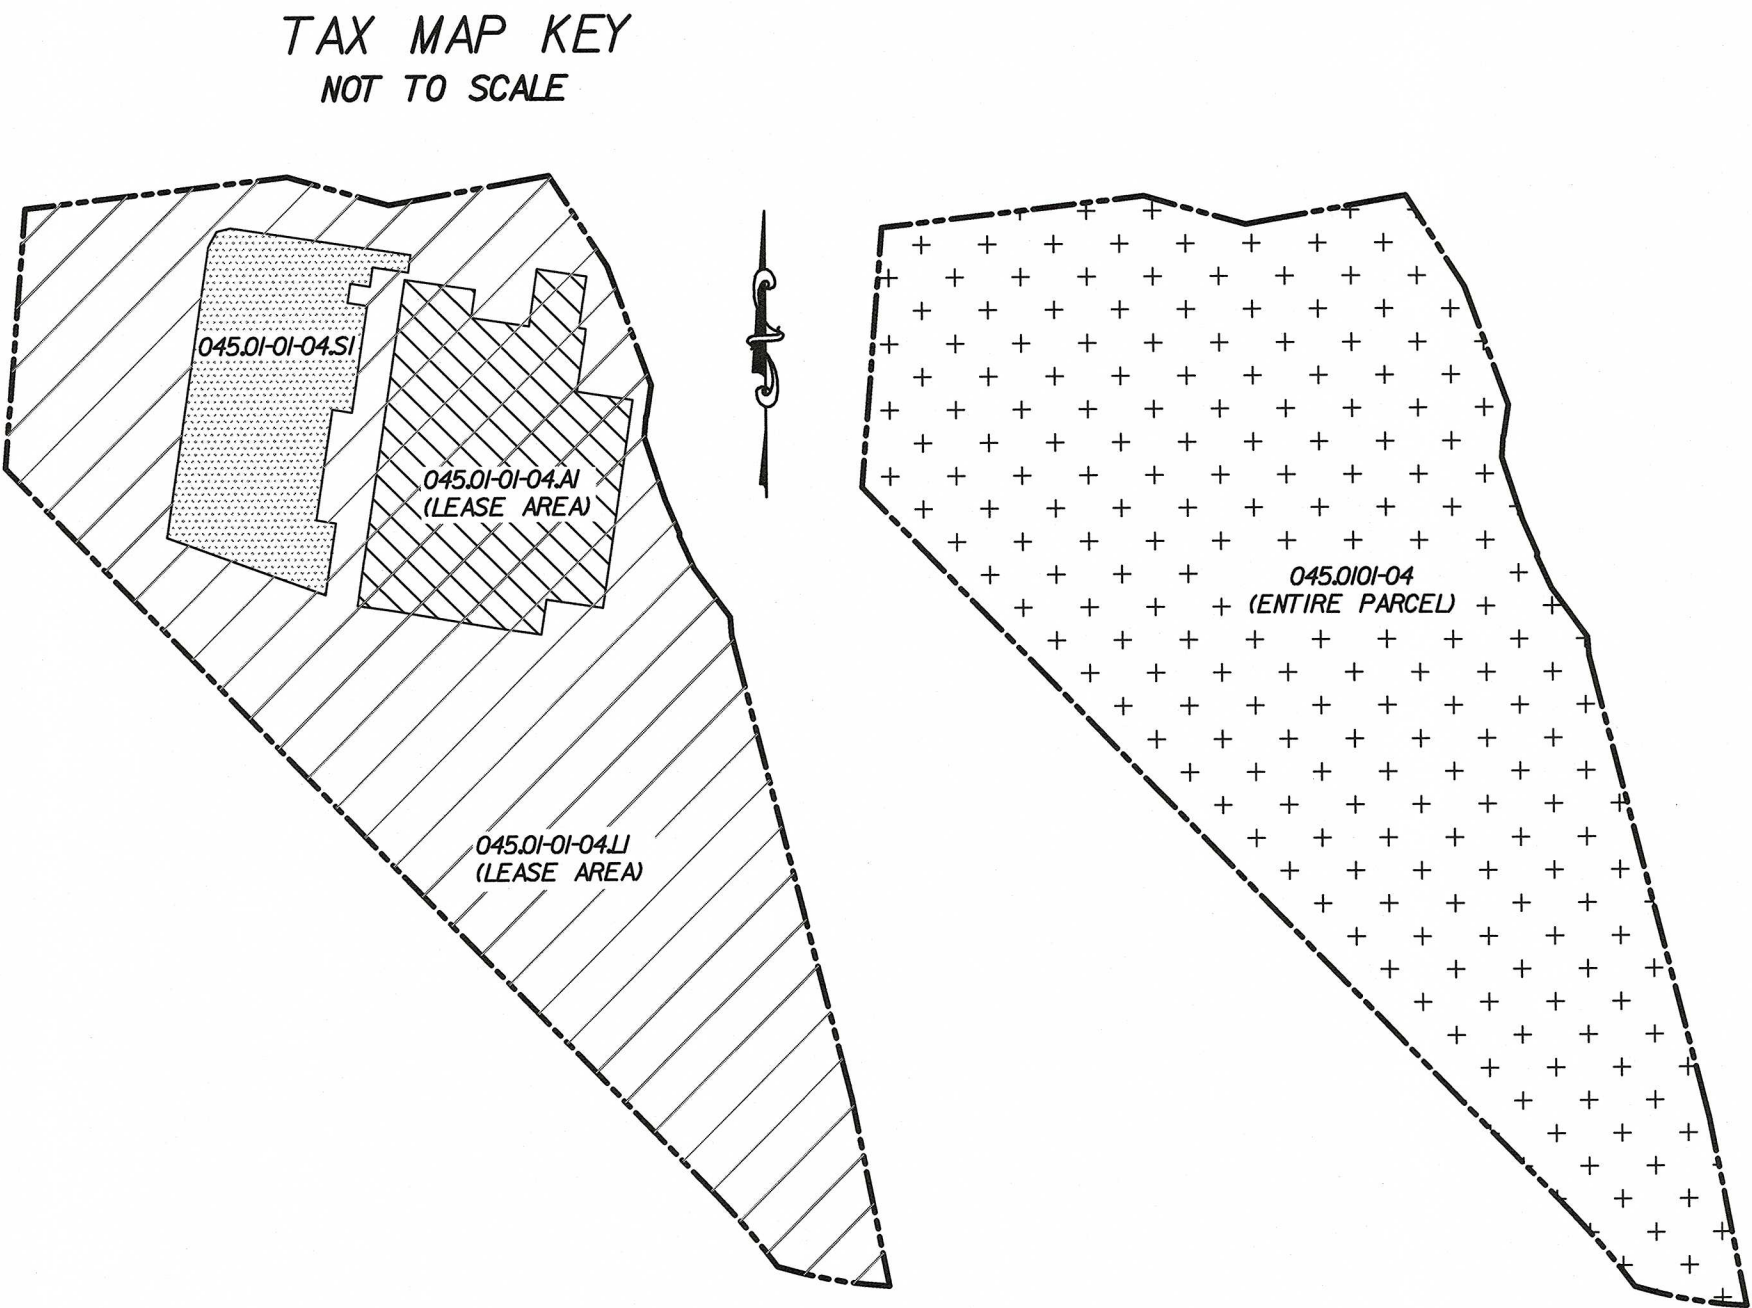 TAX MAP KEY
NOT TO SCALE
045.01-01-04.S1
045.01-01-04.A1
(LEASE AREA)
045.01-01-04.L1
(LEASE AREA)
045.0101-04
(ENTIRE PARCEL)